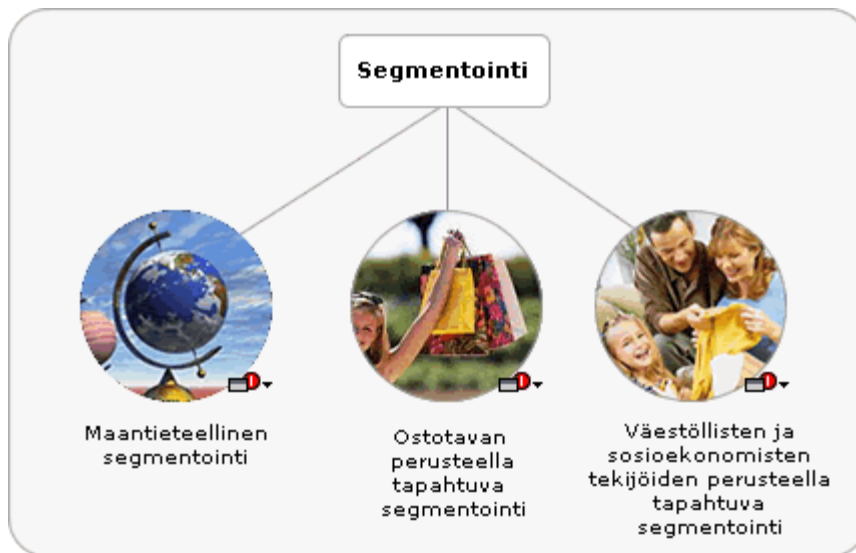 Segmentointi
Maantieteellinen
segmentointi
Ostotavan
perusteella
tapahtuva
segmentointi
Väestöllisten ja
sosioekonomisten
tekijöiden perusteella
tapahtuva
segmentointi